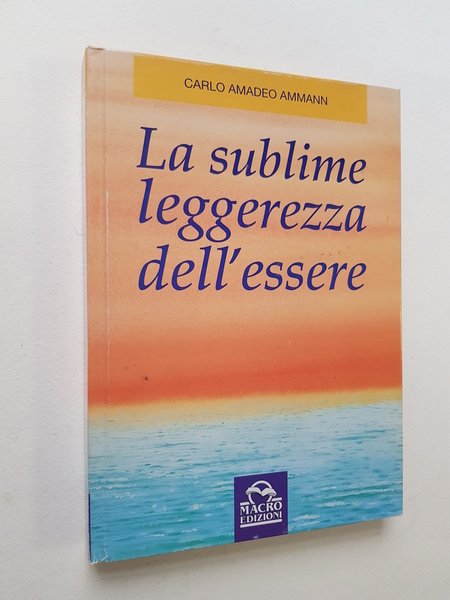 CARLO AMADEO AMMANN
La sublime
leggerezza
dell'essere
MACRO
EDIZIONI